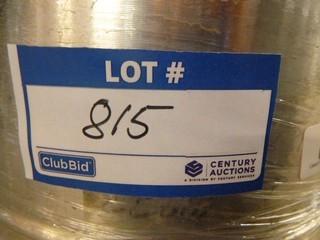 LOT #
815
ClubBid
CENTURY
AUCTIONS
A DIVISION OF CENTURY SERVICES